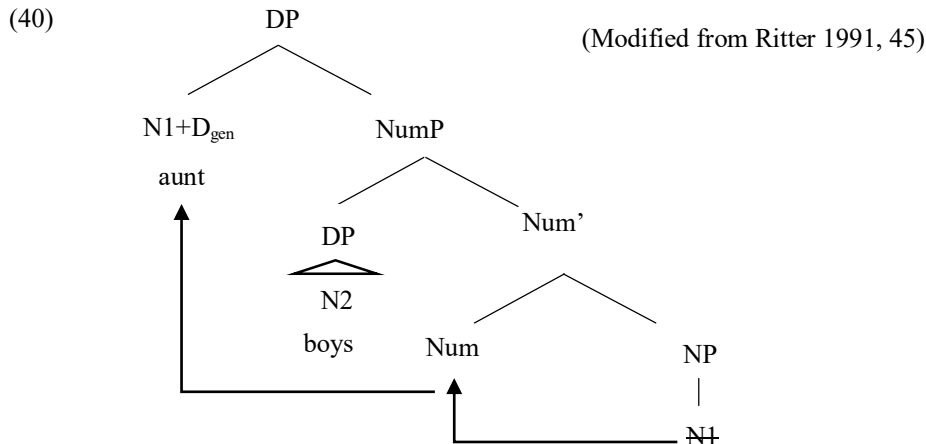 (40) DP
(Modified from Ritter 1991, 45)
N1+Dgen NumP
aunt
DP Num’
N2
boys Num NP
N1